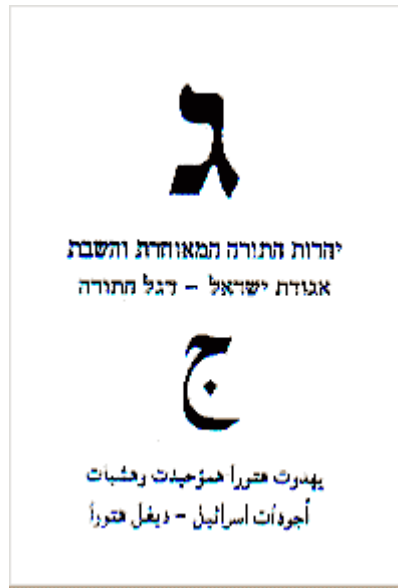 ג
יהדות התורה המאוחדת והשבת
אגודת ישראל – דגל התורה
ج
يهدوت هتورا همؤحيدت وهشبات
أجودات اسرائيل – ديغل هتورا